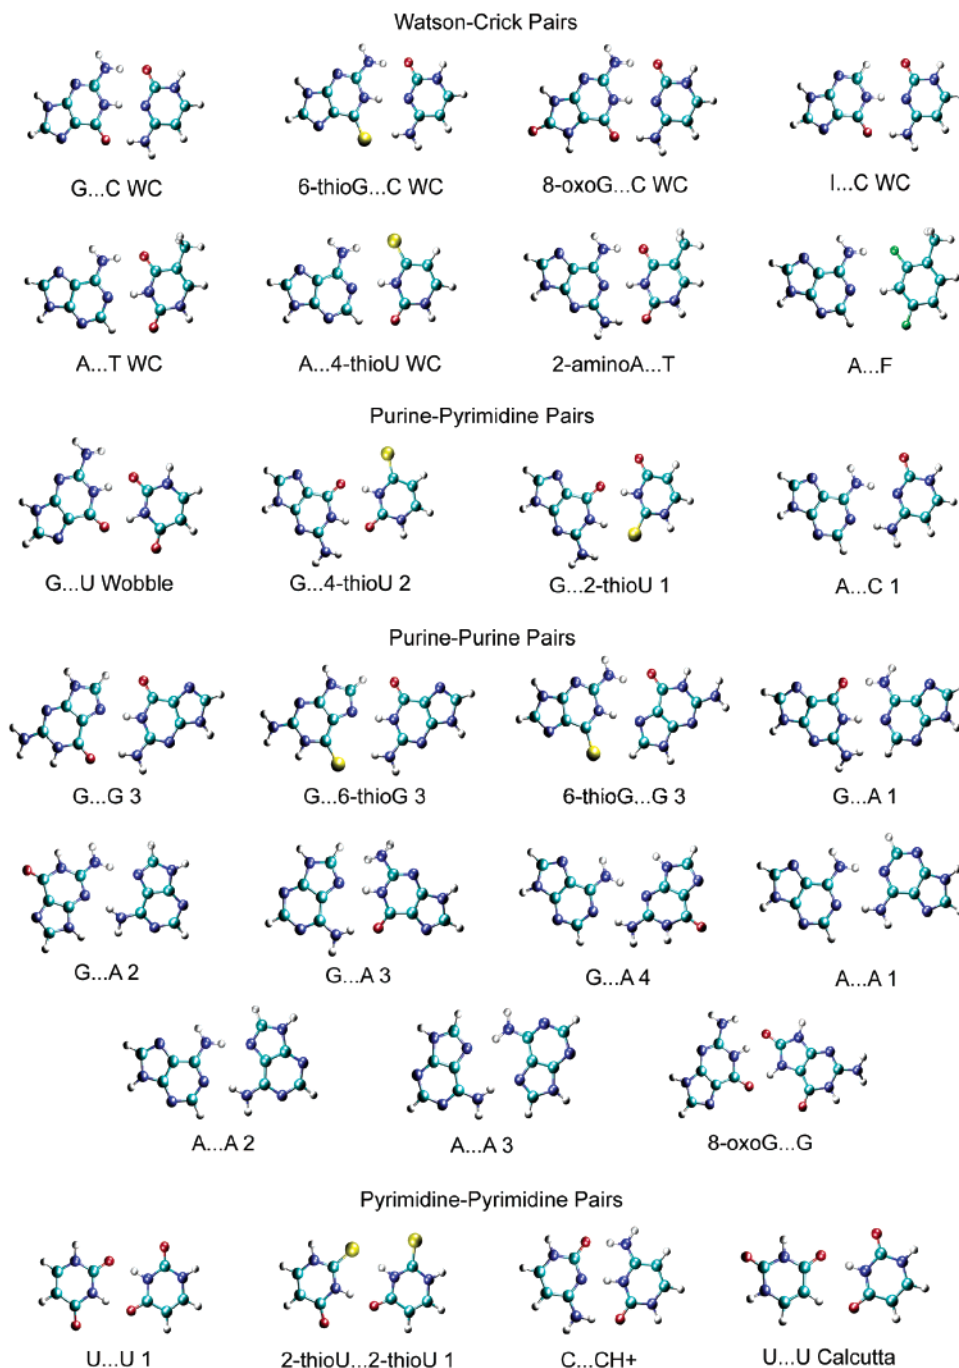 Watson-Crick Pairs
G...C WC
6-thioG...C WC
8-oxoG...C WC
I...C WC
A...T WC
A...4-thioU WC
2-aminoA...T
A...F
Purine-Pyrimidine Pairs
G...U Wobble
G...4-thioU 2
G...2-thioU 1
A...C 1
Purine-Purine Pairs
G...G 3
G...6-thioG 3
6-thioG...G 3
G...A 1
G...A 2
G...A 3
G...A 4
A...A 1
A...A 2
A...A 3
8-oxoG...G
Pyrimidine-Pyrimidine Pairs
U...U 1
2-thioU...2-thioU 1
C...CH+
U...U Calcutta